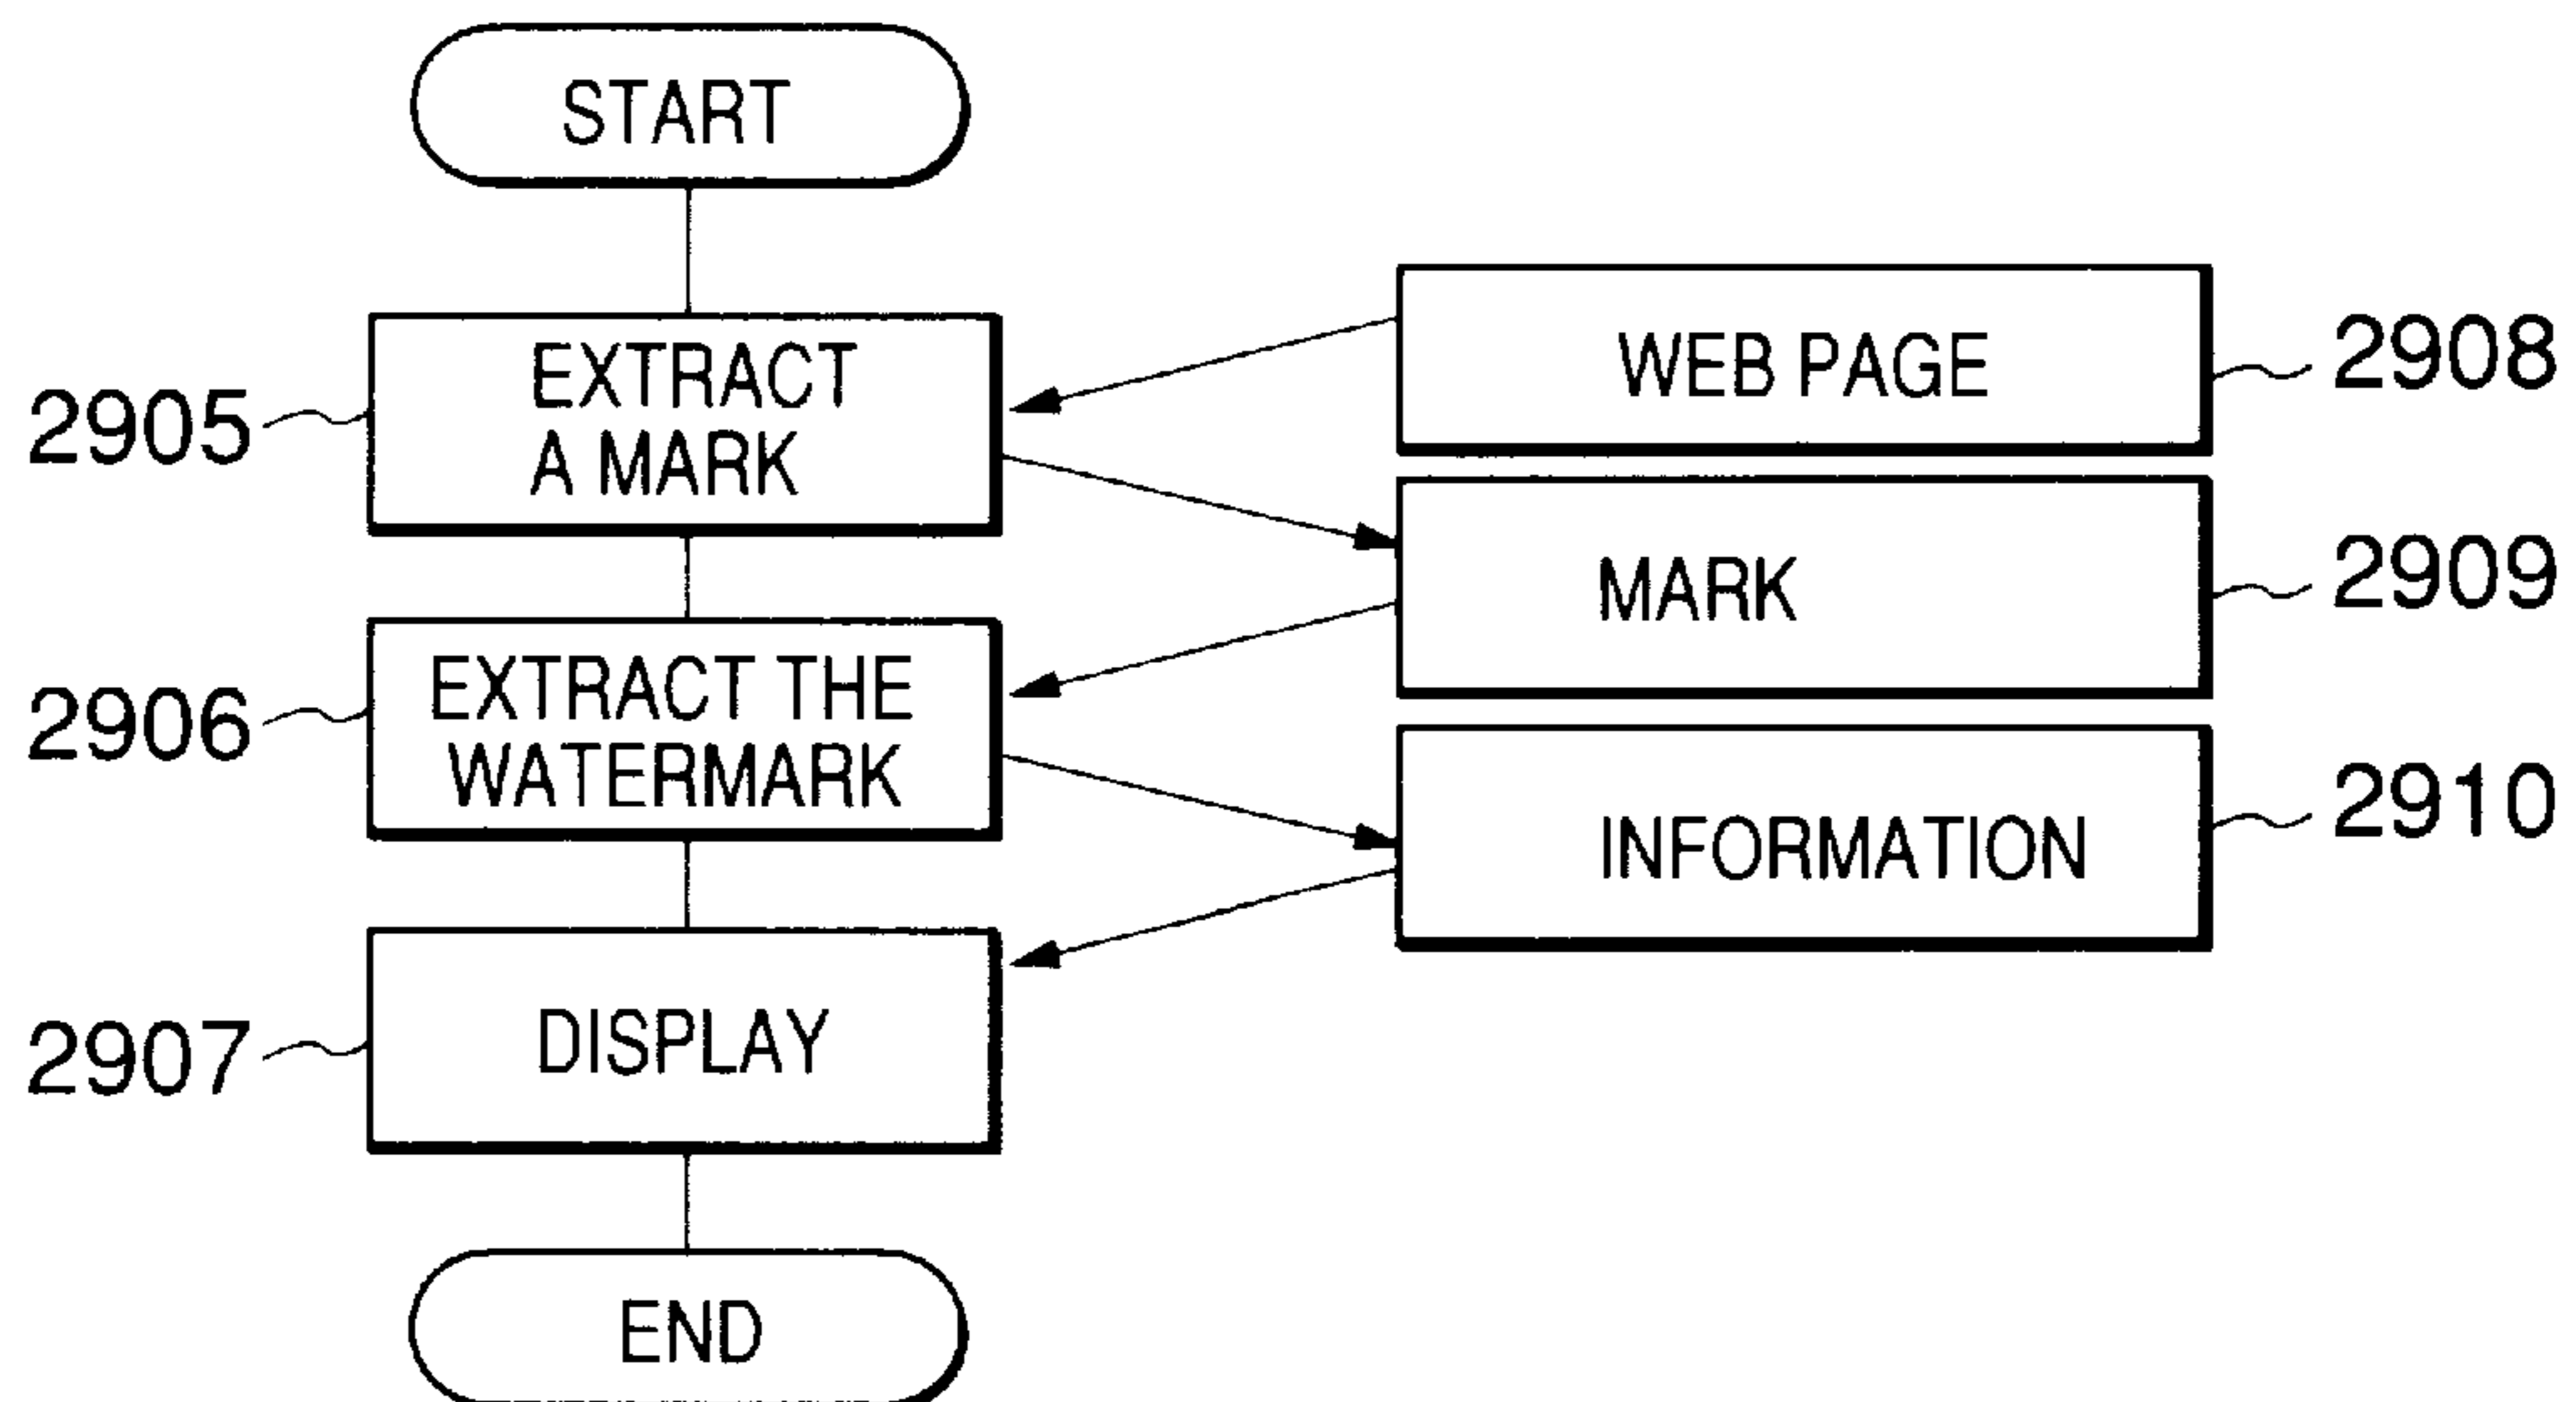 START
EXTRACT
A MARK
2905
WEB PAGE
2908
MARK
2909
EXTRACT THE
WATERMARK
2906
INFORMATION
2910
DISPLAY
2907
END